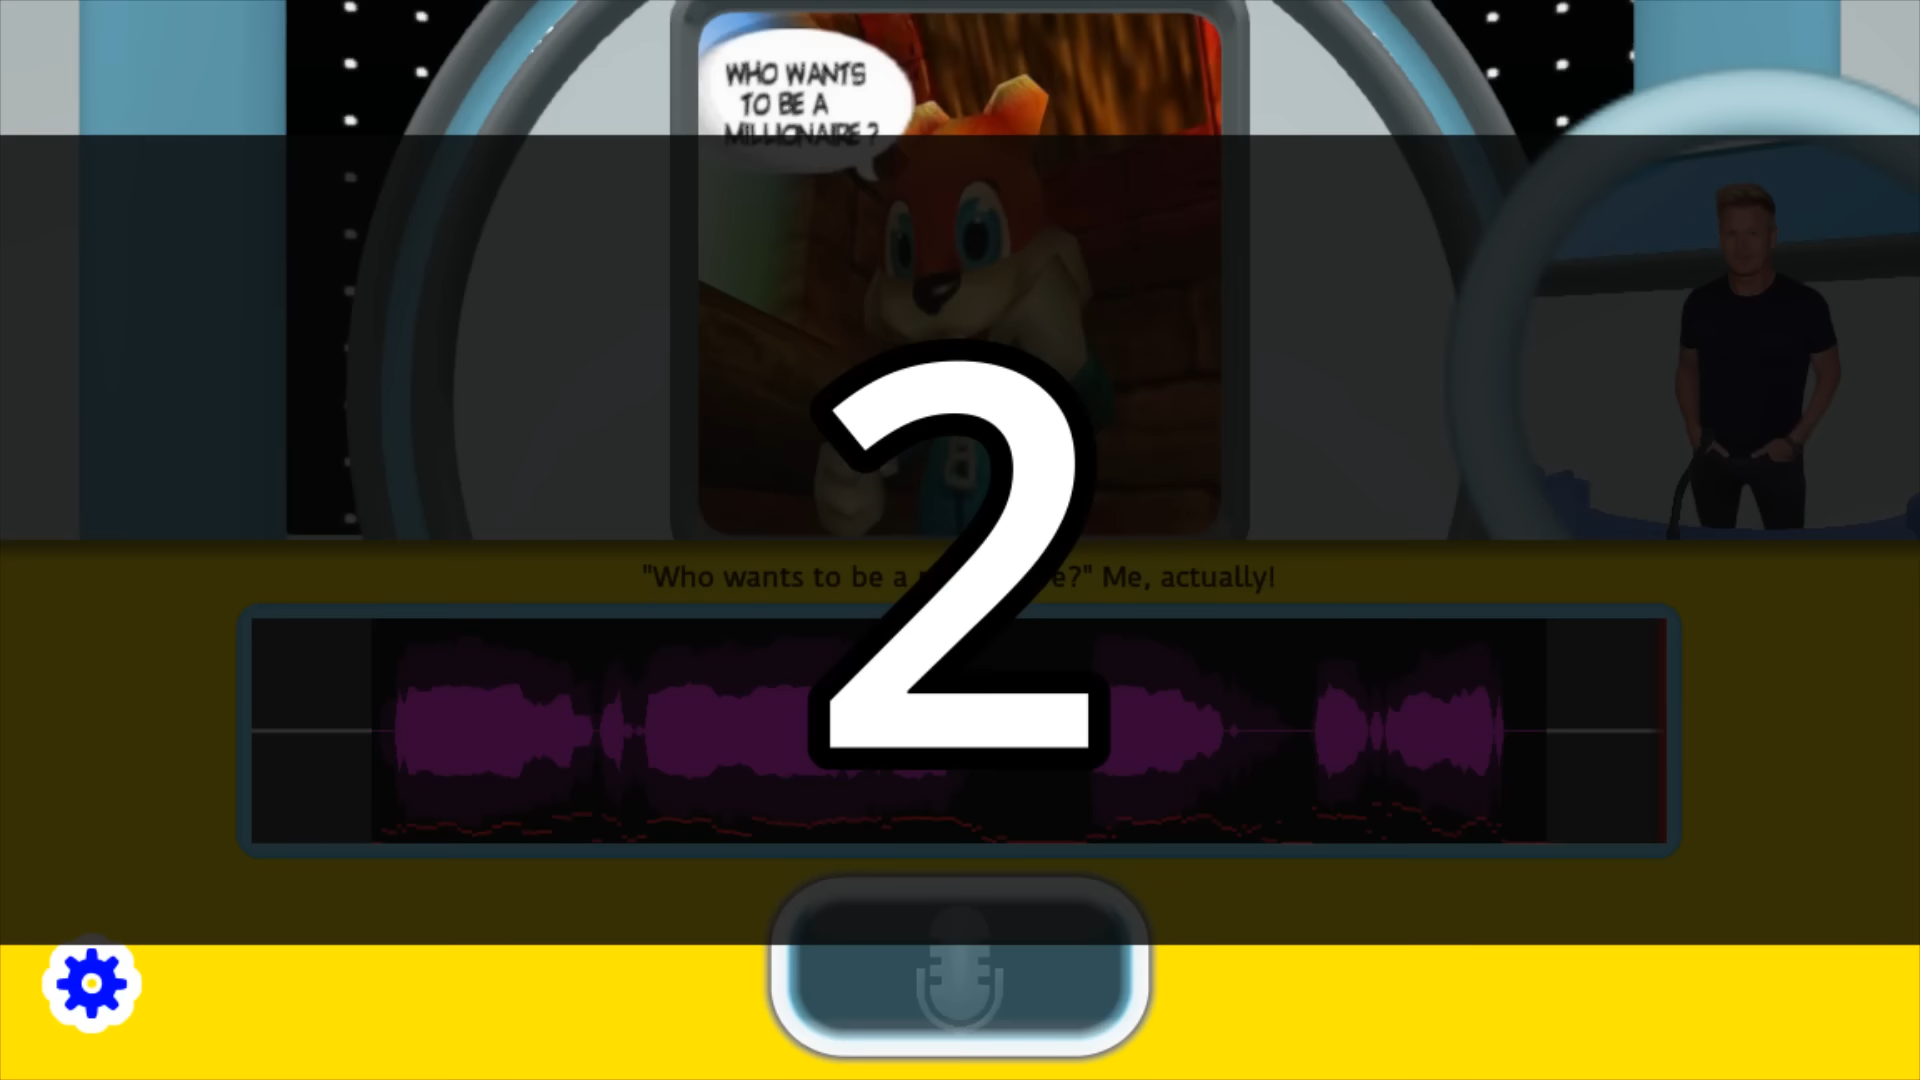 WHO WANTS
TO BE A
MILLIONAIRE?
2
"Who wants to be a e?" Me, actually!